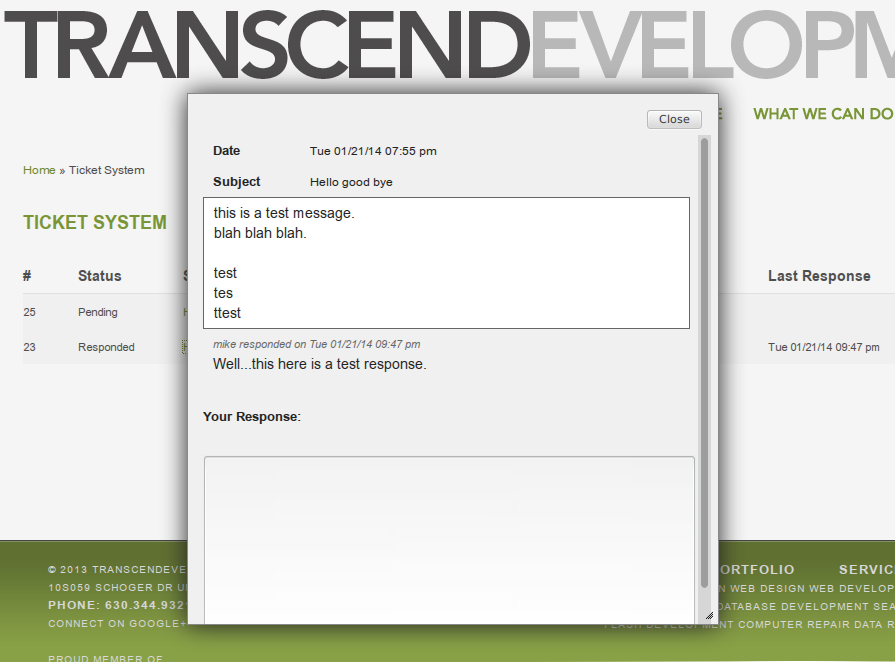 TRANSCENDEVELOPM
WHAT WE CAN DO
Close
Date Tue 01/21/14 07:55 pm
Home » Ticket System
Subject Hello good bye
this is a test message.
blah blah blah.
TICKET SYSTEM
test
tes
ttest
# Status Last Response
25 Pending
23 Responded Tue 01/21/14 09:47 pm
mike responded on Tue 01/21/14 09:47 pm
Well...this here is a test response.
Your Response:
© 2013 TRANSCENDEVE
ORTFOLIO SERVIC
10S059 SCHOGER DR U
N WEB DESIGN WEB DEVELOP
PHONE: 630.344.932
DATABASE DEVELOPMENT SEA
CONNECT ON GOOGLE+
FLASH DEVELOPMENT COMPUTER REPAIR DATA R
PROUD MEMBER OF